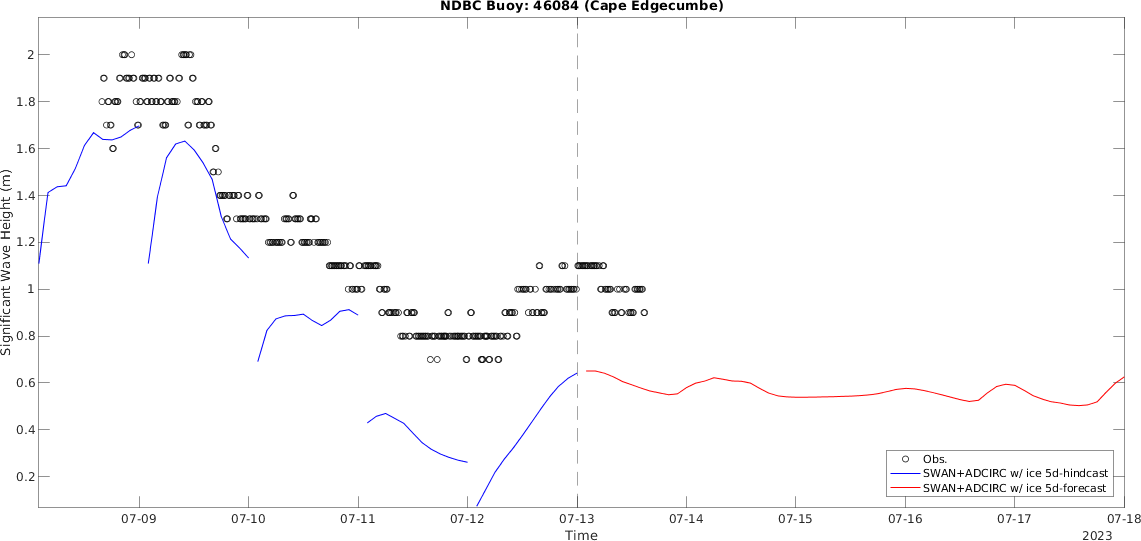 NDBC Buoy: 46084 (Cape Edgecumbe)
Significant Wave Height (m)
2
1.8
1.6
1.4
1.2
1
0.8
0.6
0.4
0.2
Obs.
SWAN+ADCIRC w/ ice 5d-hindcast
SWAN+ADCIRC w/ ice 5d-forecast
07-09 07-10 07-11 07-12 07-13 07-14 07-15 07-16 07-17 07-18
Time
2023